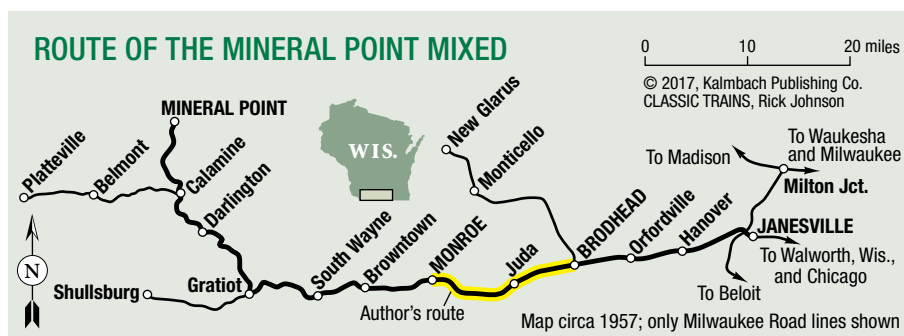 ROUTE OF THE MINERAL POINT MIXED
0 10 20 miles
© 2017, Kalmbach Publishing Co.
CLASSIC TRAINS, Rick Johnson
MINERAL POINT
WIS.
New Glarus
To Madison
To Waukesha
and Milwaukee
Platteville
Belmont
Calamine
Monticello
Milton Jct.
Darlington
South Wayne
Browntown
MONROE
Juda
BRODHEAD
Orfordville
Hanover
JANESVILLE
To Walworth, Wis.,
and Chicago
N
Shullsburg
Gratiot
Author's route
To Beloit
Map circa 1957; only Milwaukee Road lines shown